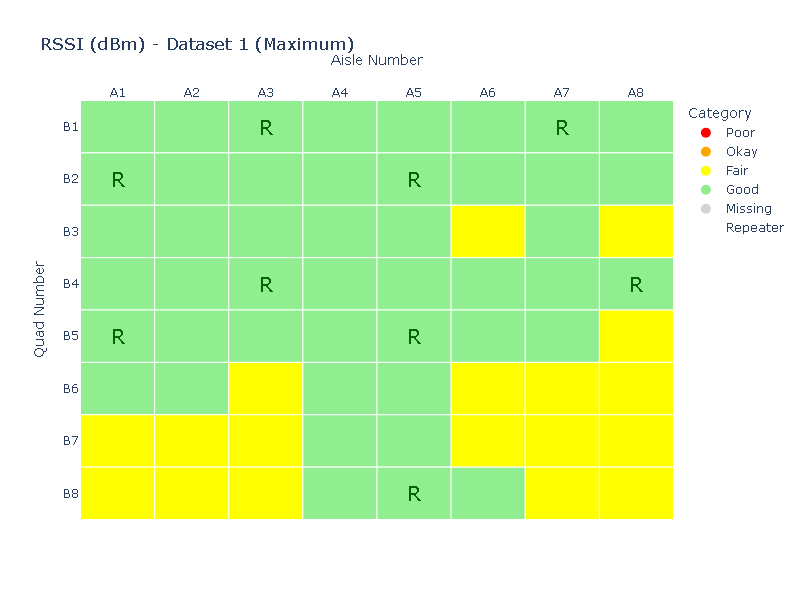 RSSI (dBm) - Dataset 1 (Maximum)
Aisle Number
A1 A2 A3 A4 A5 A6 A7 A8
Category
Poor
Okay
Fair
Good
Missing
Repeater
Quad Number
B1 R R
B2 R R
B3
B4 R R
B5 R R
B6
B7
B8 R